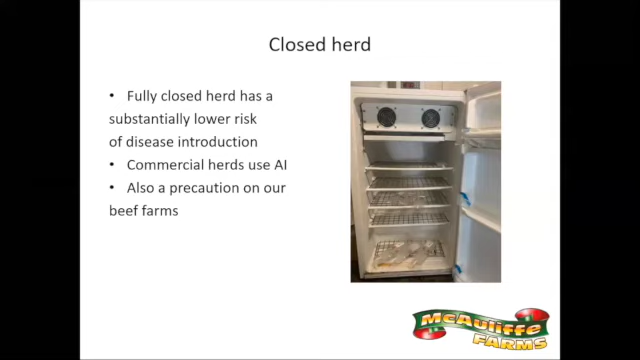 Closed herd
• Fully closed herd has a
substantially lower risk
of disease introduction
• Commercial herds use AI
• Also a precaution on our
beef farms
McAuliffe
FARMS